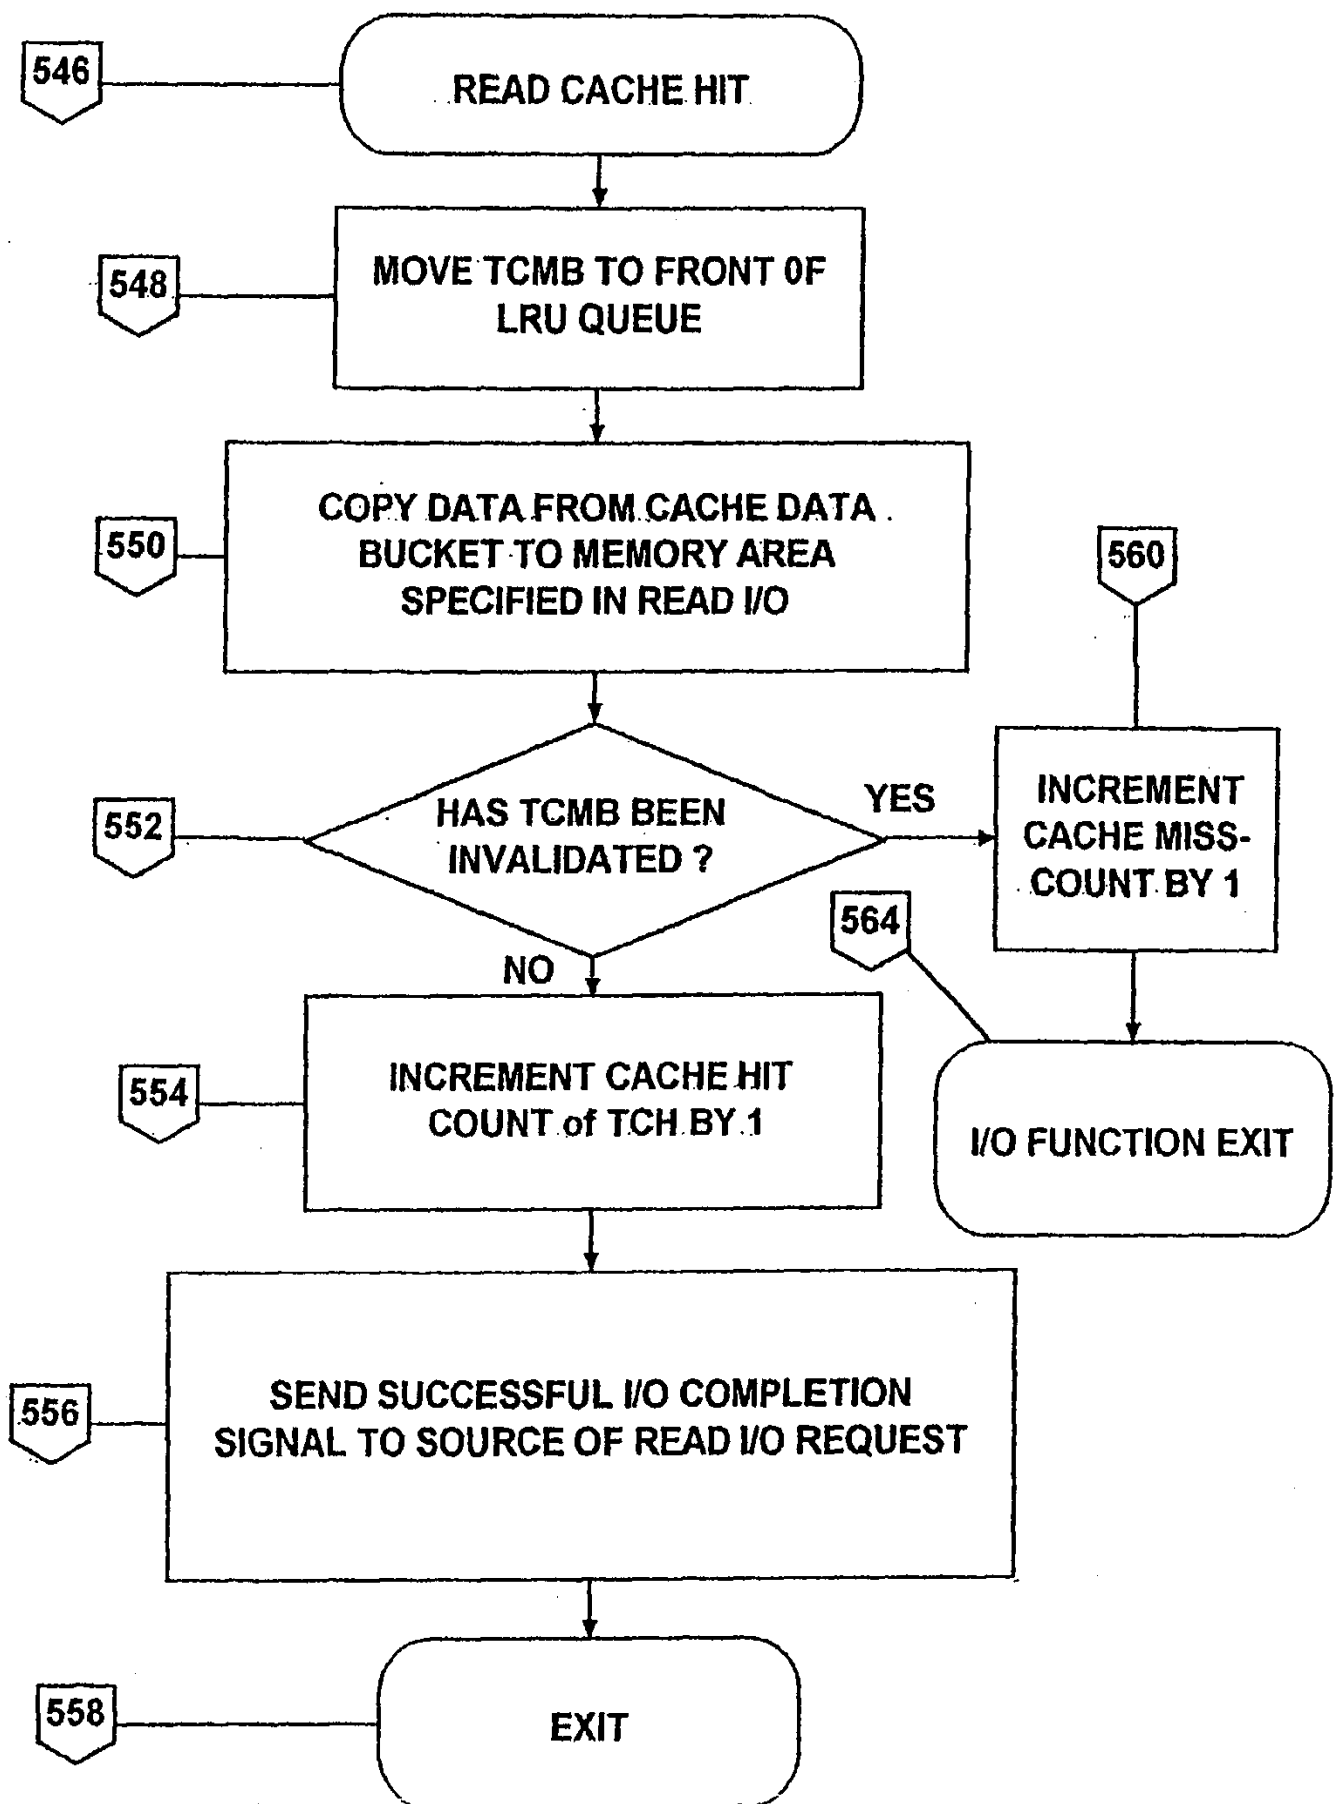 546
READ CACHE HIT
548
MOVE TCMB TO FRONT 0F
LRU QUEUE
550
COPY DATA FROM CACHE DATA
BUCKET TO MEMORY AREA
SPECIFIED IN READ I/O
560
552
HAS TCMB BEEN
INVALIDATED ?
YES
INCREMENT
CACHE MISS-
COUNT BY 1
564
NO
554
INCREMENT CACHE HIT
COUNT of TCH BY 1
I/O FUNCTION EXIT
556
SEND SUCCESSFUL I/O COMPLETION
SIGNAL TO SOURCE OF READ I/O REQUEST
558
EXIT